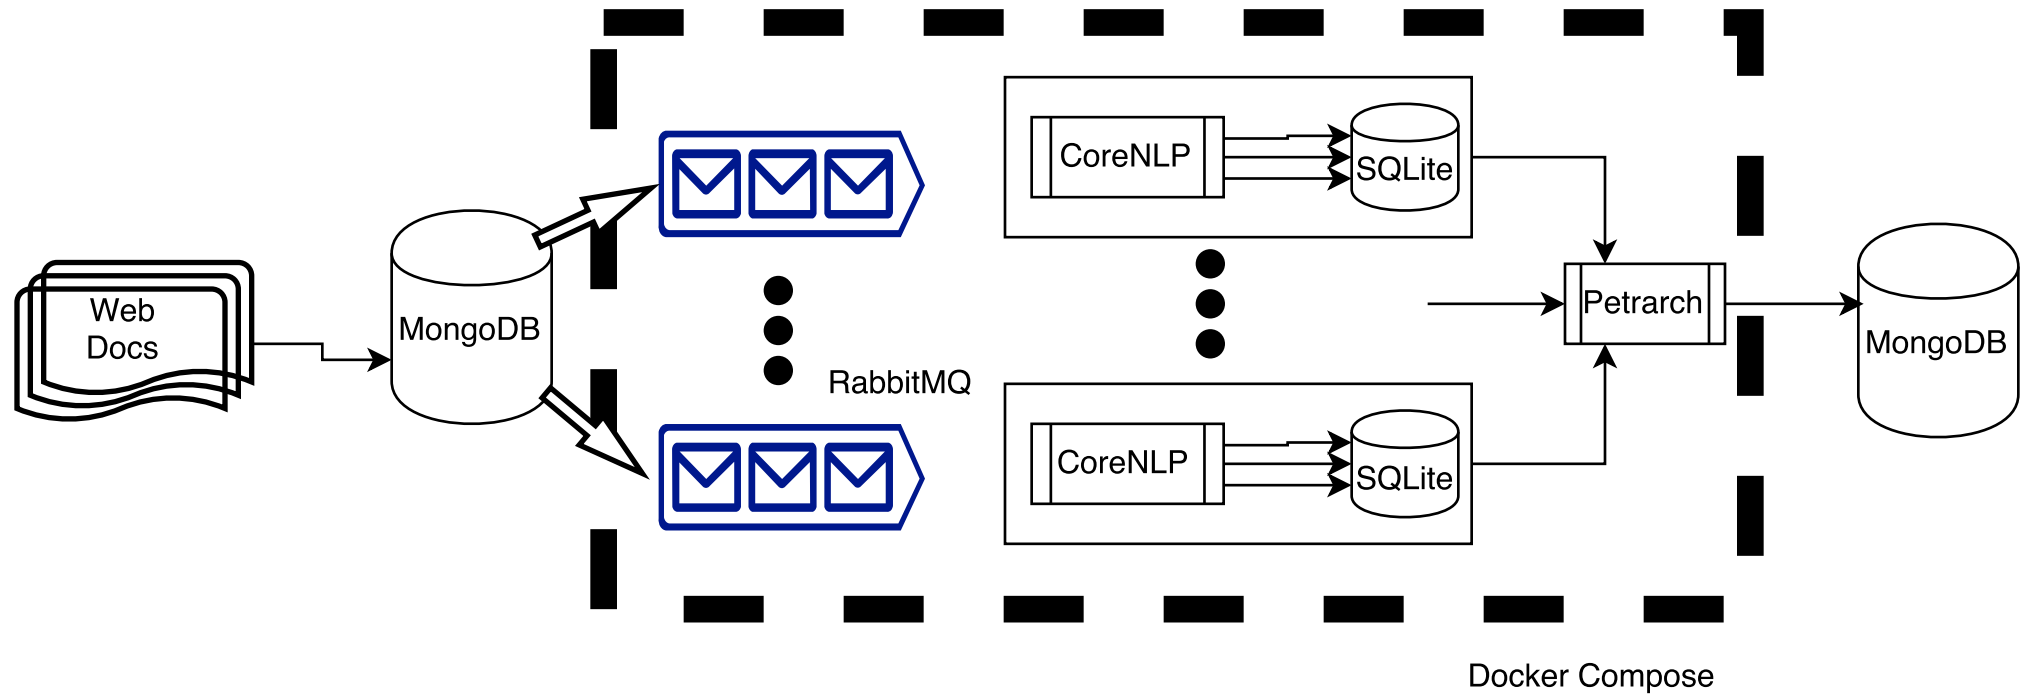 Web
Docs
MongoDB
RabbitMQ
CoreNLP
SQLite
CoreNLP
SQLite
Petrarch
MongoDB
Docker Compose